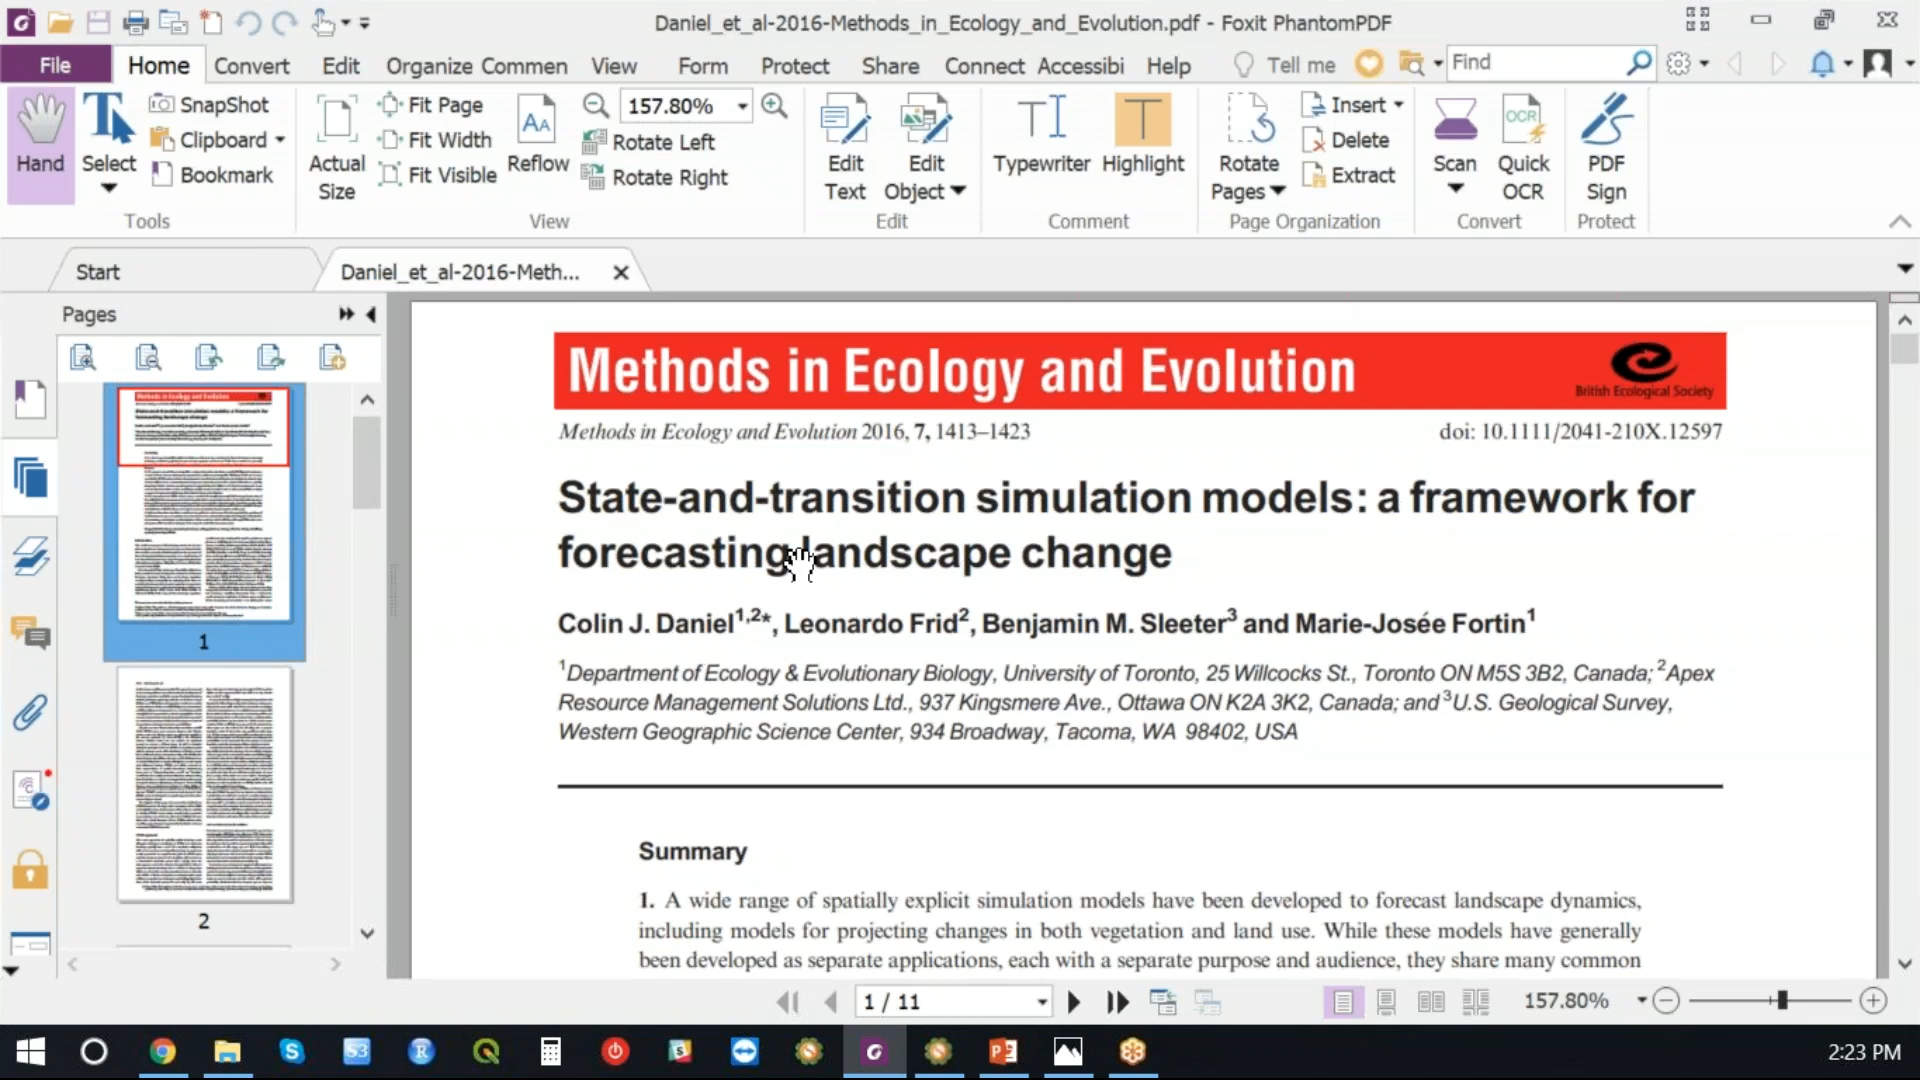 Daniel_et_al-2016-Methods_in_Ecology_and_Evolution.pdf - Foxit PhantomPDF
File Home Convert Edit Organize Commen View Form Protect Share Connect Accessibi Help Tell me Find
Hand
Select
SnapShot
Clipboard
Bookmark
Tools
Actual
Size
Fit Page
Fit Width
Fit Visible
Reflow
157.80%
Rotate Left
Rotate Right
View
Edit
Text
Edit
Object
Edit
Typewriter
Highlight
Comment
Rotate
Pages
Insert
Delete
Extract
Page Organization
Scan
Quick
OCR
Convert
PDF
Sign
Protect
Start
Daniel_et_al-2016-Meth...
Pages
1
2
Methods in Ecology and Evolution
British Ecological Society
Methods in Ecology and Evolution 2016, 7, 1413–1423
doi: 10.1111/2041-210X.12597
State-and-transition simulation models: a framework for
forecasting landscape change
Colin J. Daniel1,2*, Leonardo Frid2, Benjamin M. Sleeter3 and Marie-Josée Fortin1
1Department of Ecology & Evolutionary Biology, University of Toronto, 25 Willcocks St., Toronto ON M5S 3B2, Canada; 2Apex
Resource Management Solutions Ltd., 937 Kingsmere Ave., Ottawa ON K2A 3K2, Canada; and 3U.S. Geological Survey,
Western Geographic Science Center, 934 Broadway, Tacoma, WA 98402, USA
Summary
1. A wide range of spatially explicit simulation models have been developed to forecast landscape dynamics,
including models for projecting changes in both vegetation and land use. While these models have generally
been developed as separate applications, each with a separate purpose and audience, they share many common
1 / 11
157.80%
2:23 PM